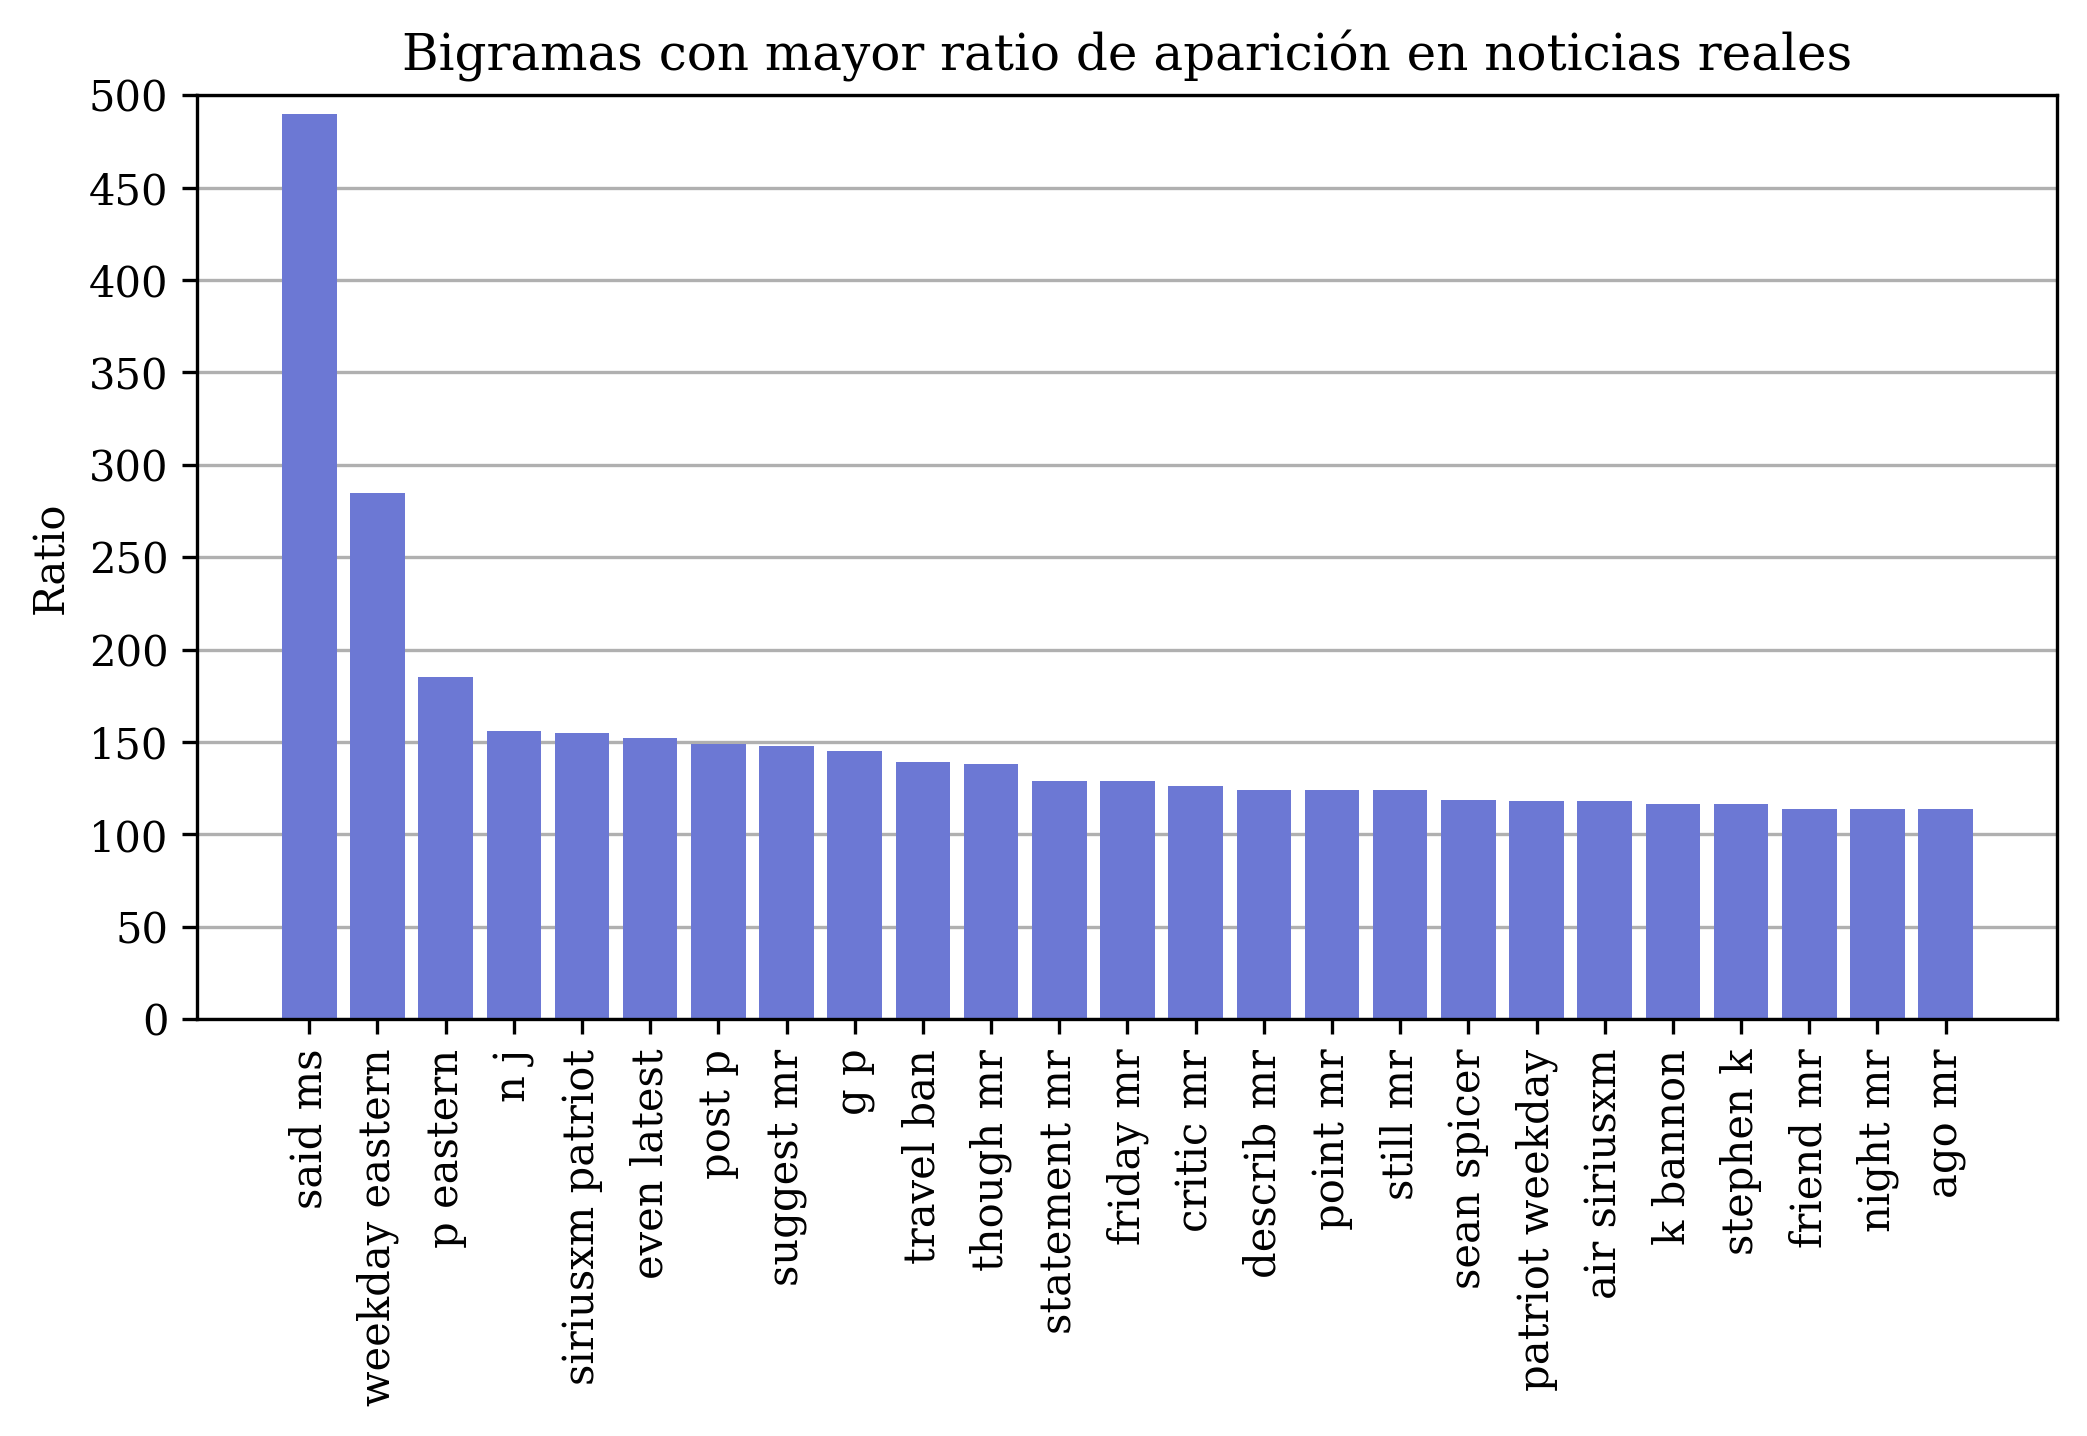 Bigramas con mayor ratio de aparición en noticias reales
Ratio
500
450
400
350
300
250
200
150
100
50
0
said ms
weekday eastern
p eastern
n j
siriusxm patriot
even latest
post p
suggest mr
g p
travel ban
though mr
statement mr
friday mr
critic mr
describ mr
point mr
still mr
sean spicer
patriot weekday
air siriusxm
k bannon
stephen k
friend mr
night mr
ago mr